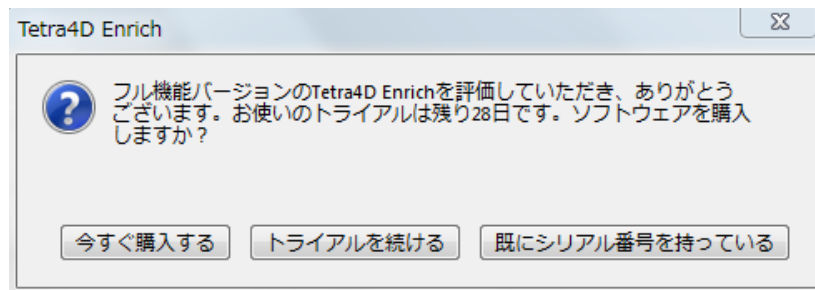 Tetra4D Enrich
フル機能バージョンのTetra4D Enrichを評価していただき、ありがとう
ございます。お使いのトライアルは残り28日です。ソフトウェアを購入
しますか？
今すぐ購入する
トライアルを続ける
既にシリアル番号を持っている